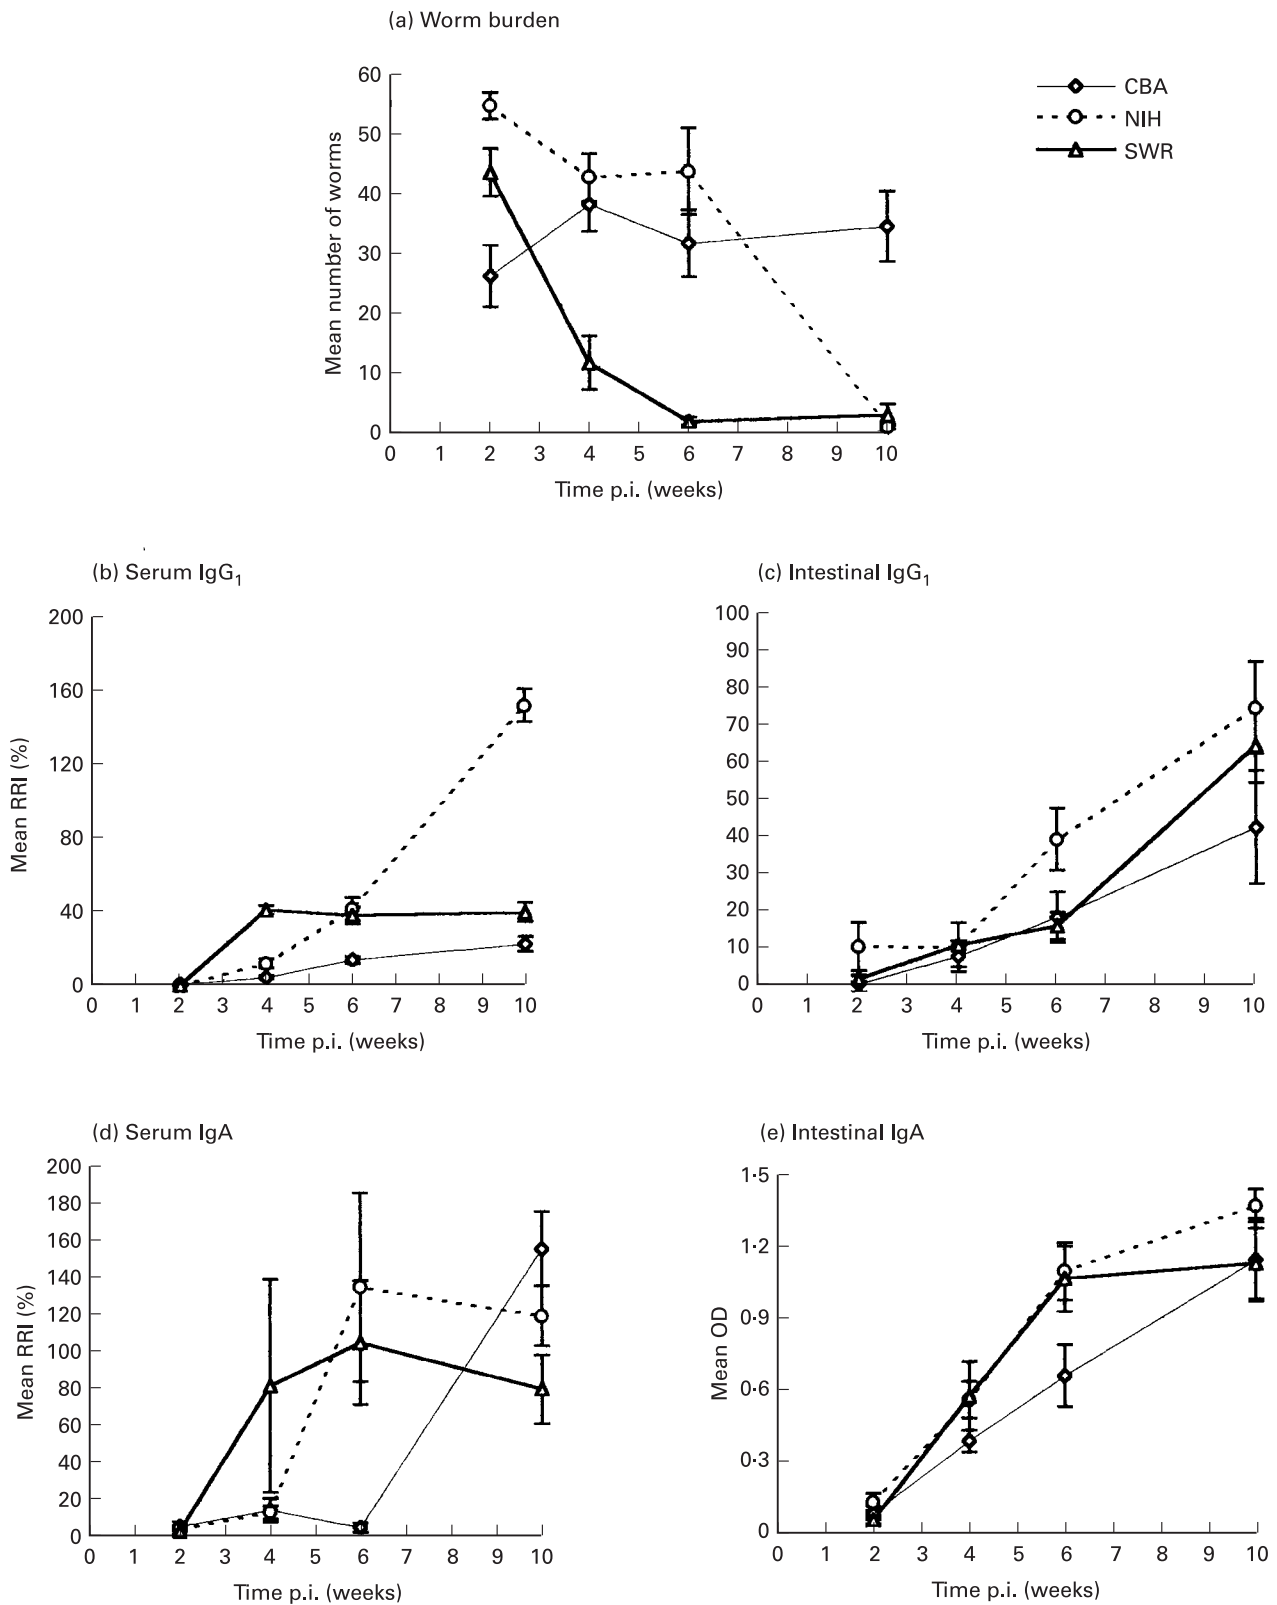 (a) Worm burden
CBA
NIH
SWR
Mean number of worms
60
50
40
30
20
10
0
0 1 2 3 4 5 6 7 8 9 10
Time p.i. (weeks)
(b) Serum IgG1
Mean RRI (%)
200
160
120
80
40
0
0 1 2 3 4 5 6 7 8 9 10
Time p.i. (weeks)
(c) Intestinal IgG1
100
90
80
70
60
50
40
30
20
10
0
0 1 2 3 4 5 6 7 8 9 10
Time p.i. (weeks)
(d) Serum IgA
Mean RRI (%)
200
180
160
140
120
100
80
60
40
20
0
0 1 2 3 4 5 6 7 8 9 10
Time p.i. (weeks)
(e) Intestinal IgA
Mean OD
1·5
1·2
0·9
0·6
0·3
0
0 1 2 3 4 5 6 7 8 9 10
Time p.i. (weeks)